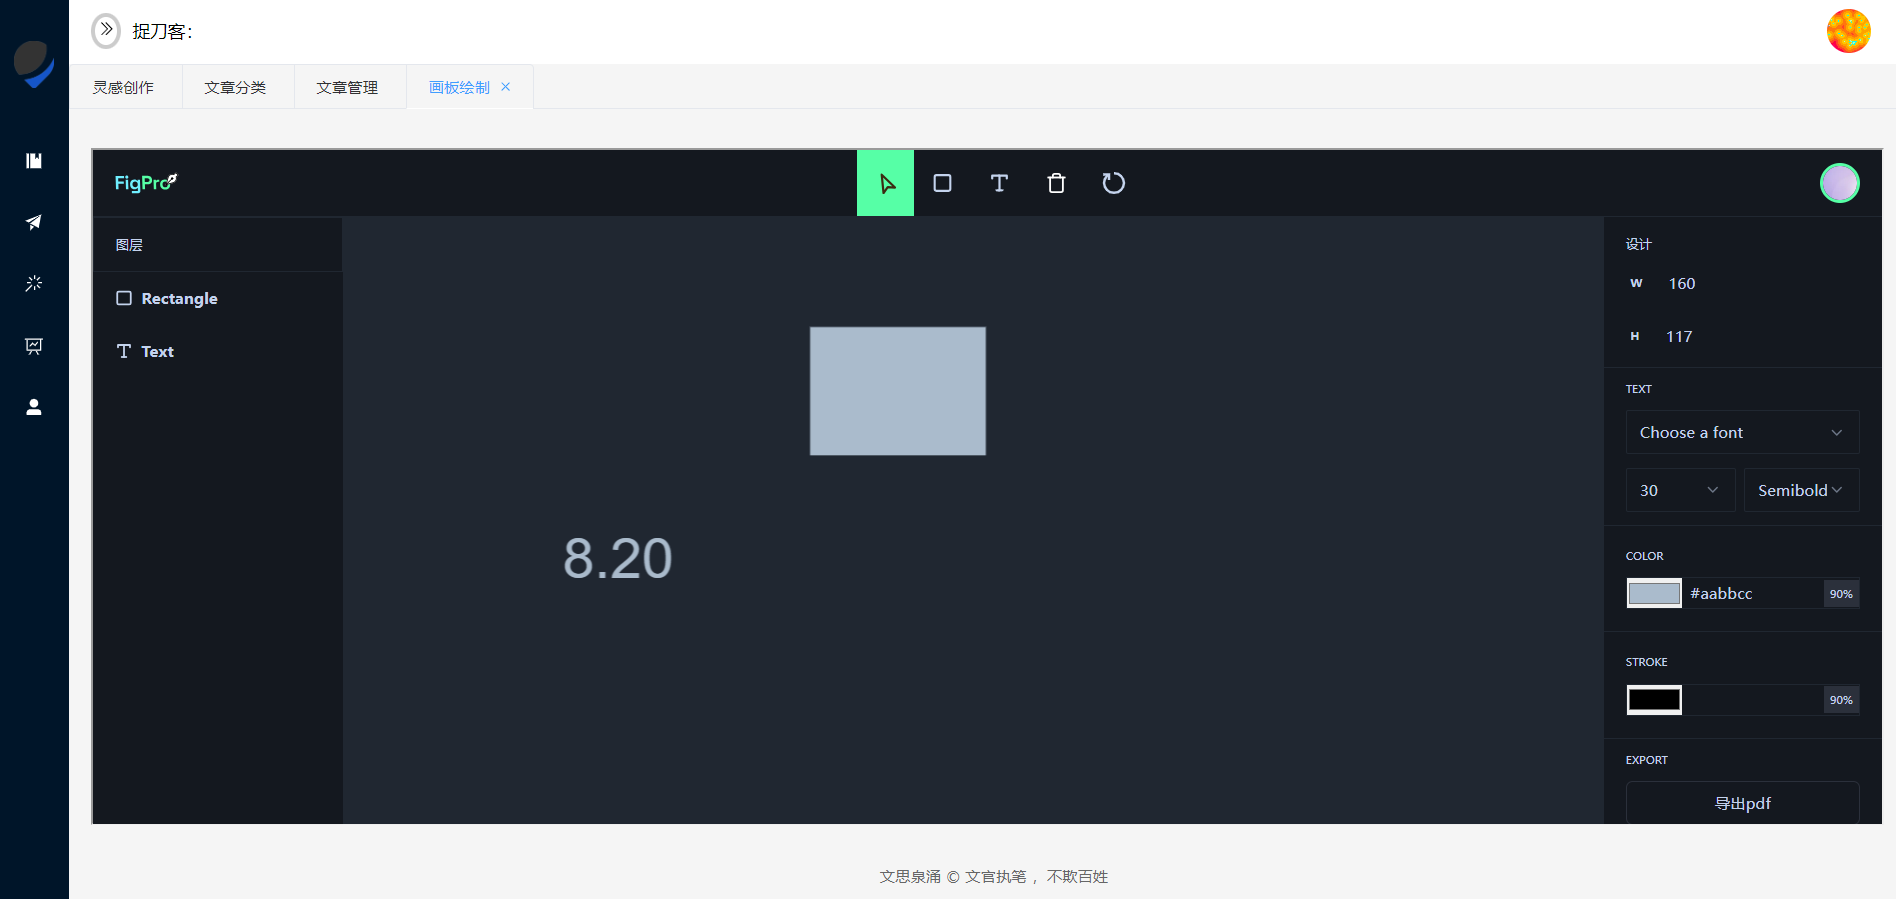 捉刀客：
灵感创作
文章分类
文章管理
画板绘制
FigPro
图层
Rectangle
Text
8.20
设计
W 160
H 117
TEXT
Choose a font
30 Semibold
COLOR
#aabbcc 90%
STROKE
90%
EXPORT
导出pdf
文思泉涌 © 文官执笔 ，不欺百姓